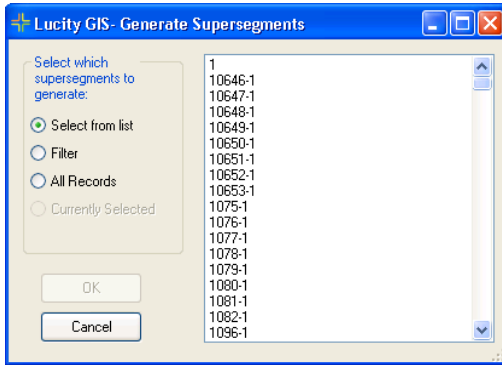 Lucity GIS- Generate Supersegments
Select which
supersegments to
generate:
Select from list
Filter
All Records
Currently Selected
OK
Cancel
1
10646-1
10647-1
10648-1
10649-1
10650-1
10651-1
10652-1
10653-1
1075-1
1076-1
1077-1
1078-1
1079-1
1080-1
1081-1
1082-1
1096-1